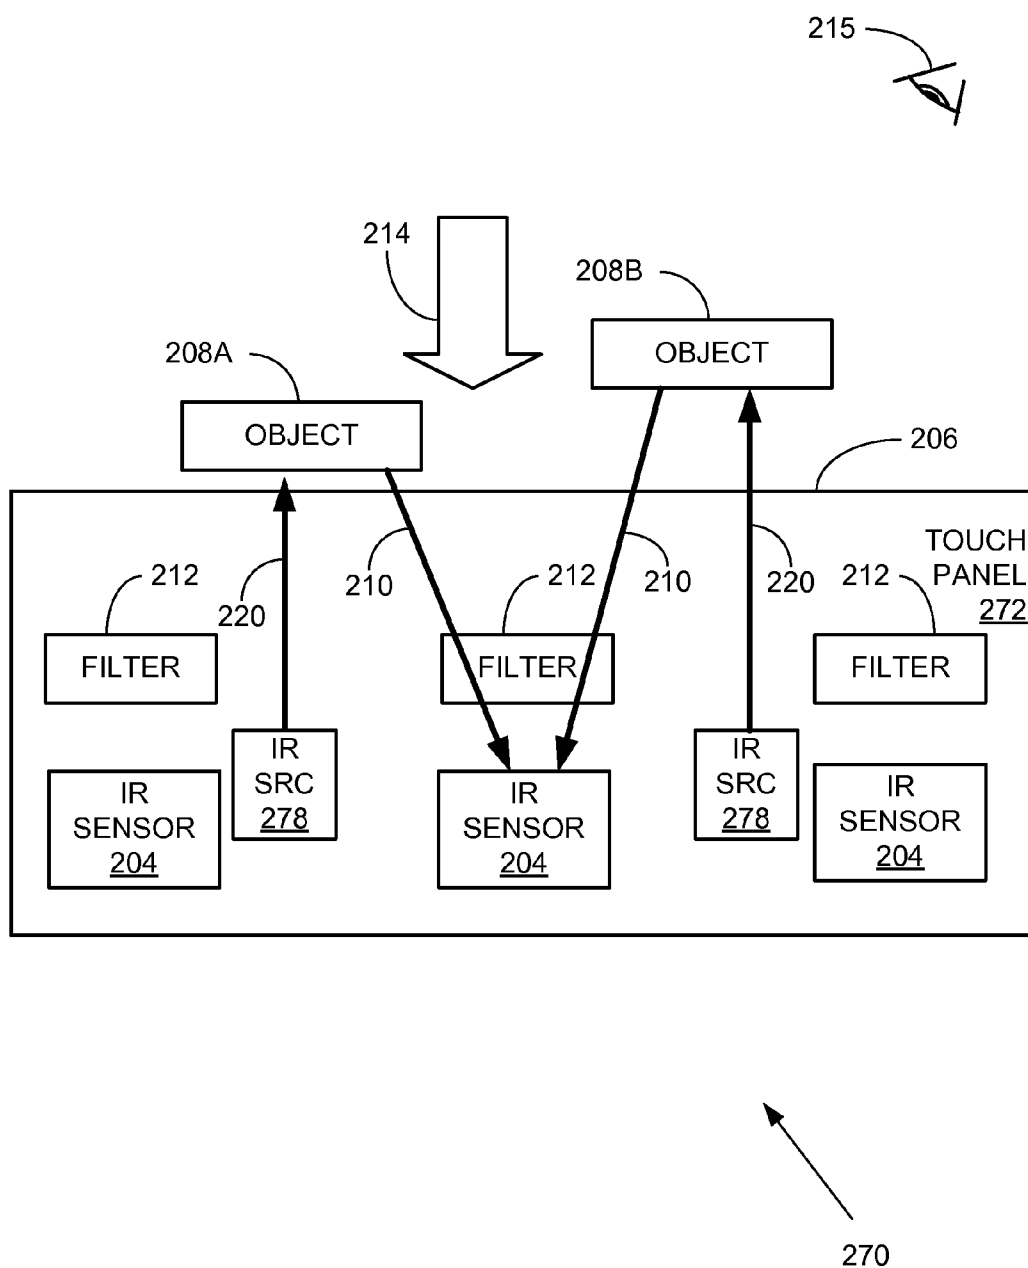 215
214
208B
OBJECT
208A
OBJECT
206
TOUCH
PANEL
272
212
220
210
212
210
220
212
FILTER
FILTER
FILTER
IR
SRC
278
IR
SRC
278
IR
SENSOR
204
IR
SENSOR
204
IR
SENSOR
204
270